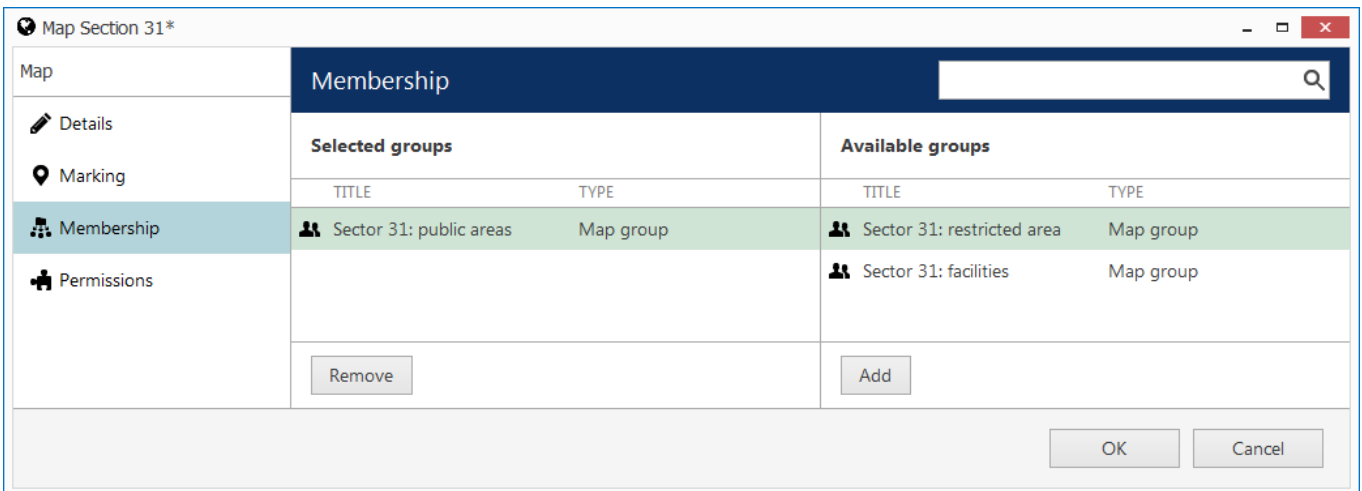 Map Section 31*
Map
Membership
Details
Marking
Membership
Permissions
Selected groups
TITLE TYPE
Sector 31: public areas Map group
Remove
Available groups
TITLE TYPE
Sector 31: restricted area Map group
Sector 31: facilities Map group
Add
OK Cancel